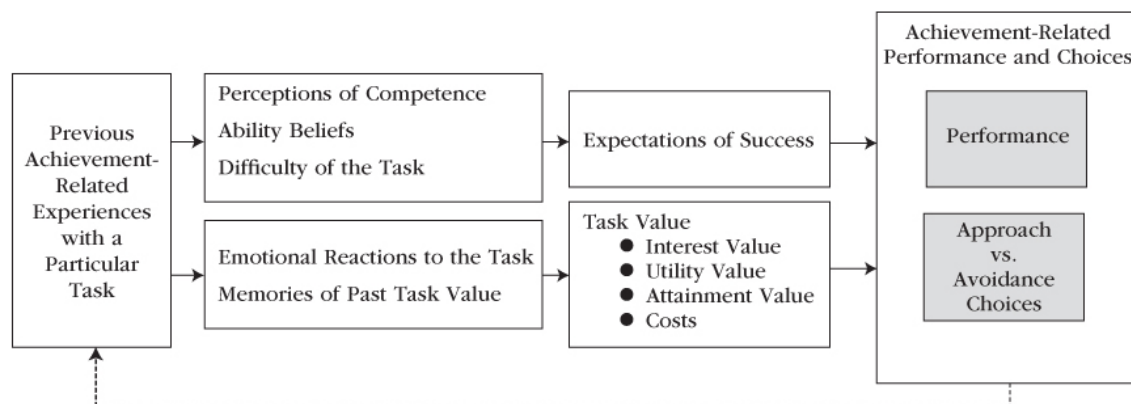 Previous
Achievement-
Related
Experiences
with a
Particular
Task
Perceptions of Competence
Ability Beliefs
Difficulty of the Task
Emotional Reactions to the Task
Memories of Past Task Value
Expectations of Success
Task Value
● Interest Value
● Utility Value
● Attainment Value
● Costs
Achievement-Related
Performance and Choices
Performance
Approach
vs.
Avoidance
Choices